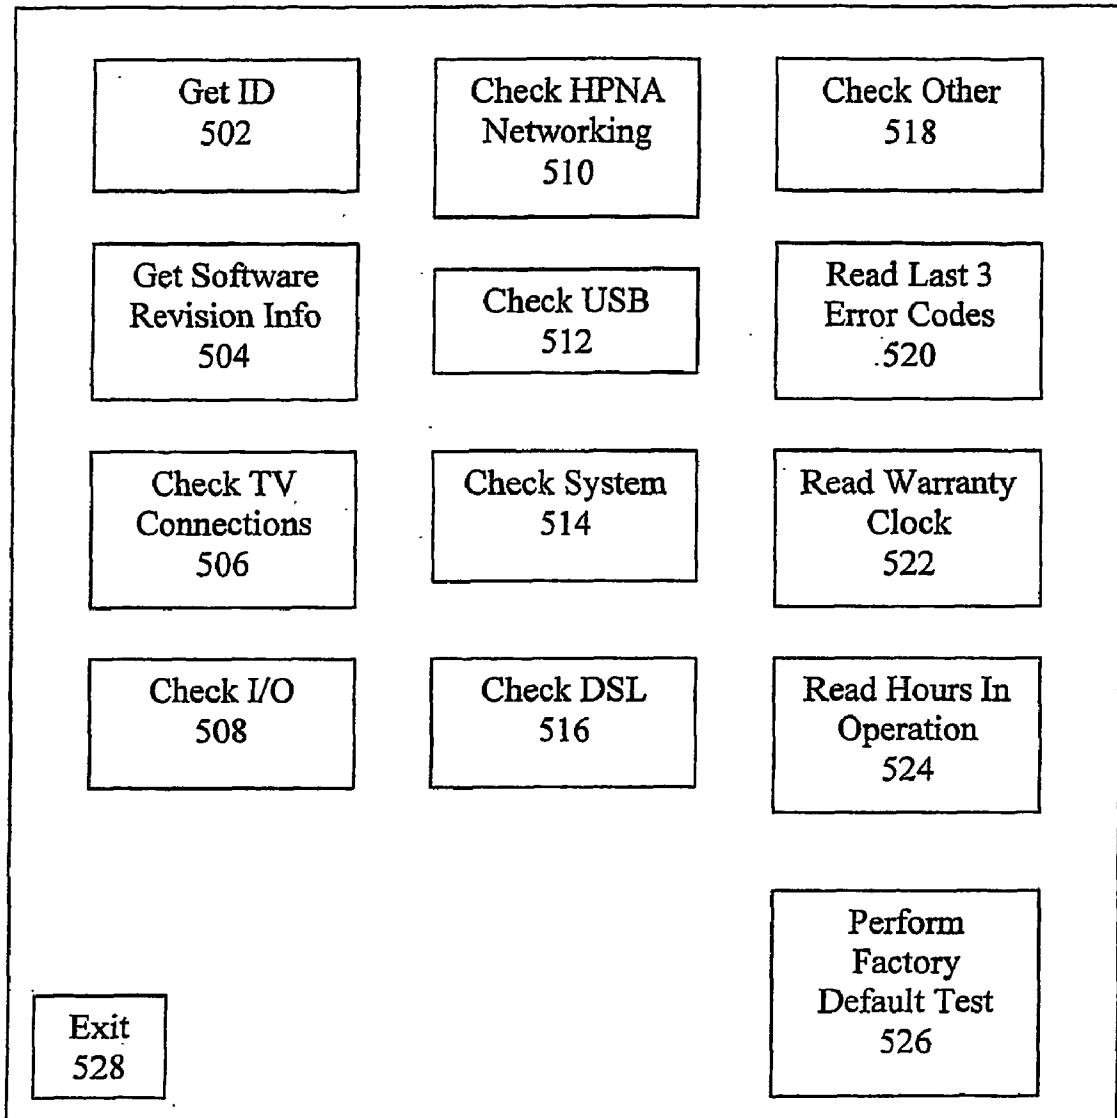 Get ID
502
Get Software
Revision Info
504
Check TV
Connections
506
Check I/O
508
Check HPNA
Networking
510
Check USB
512
Check System
514
Check DSL
516
Check Other
518
Read Last 3
Error Codes
520
Read Warranty
Clock
522
Read Hours In
Operation
524
Perform
Factory
Default Test
526
Exit
528